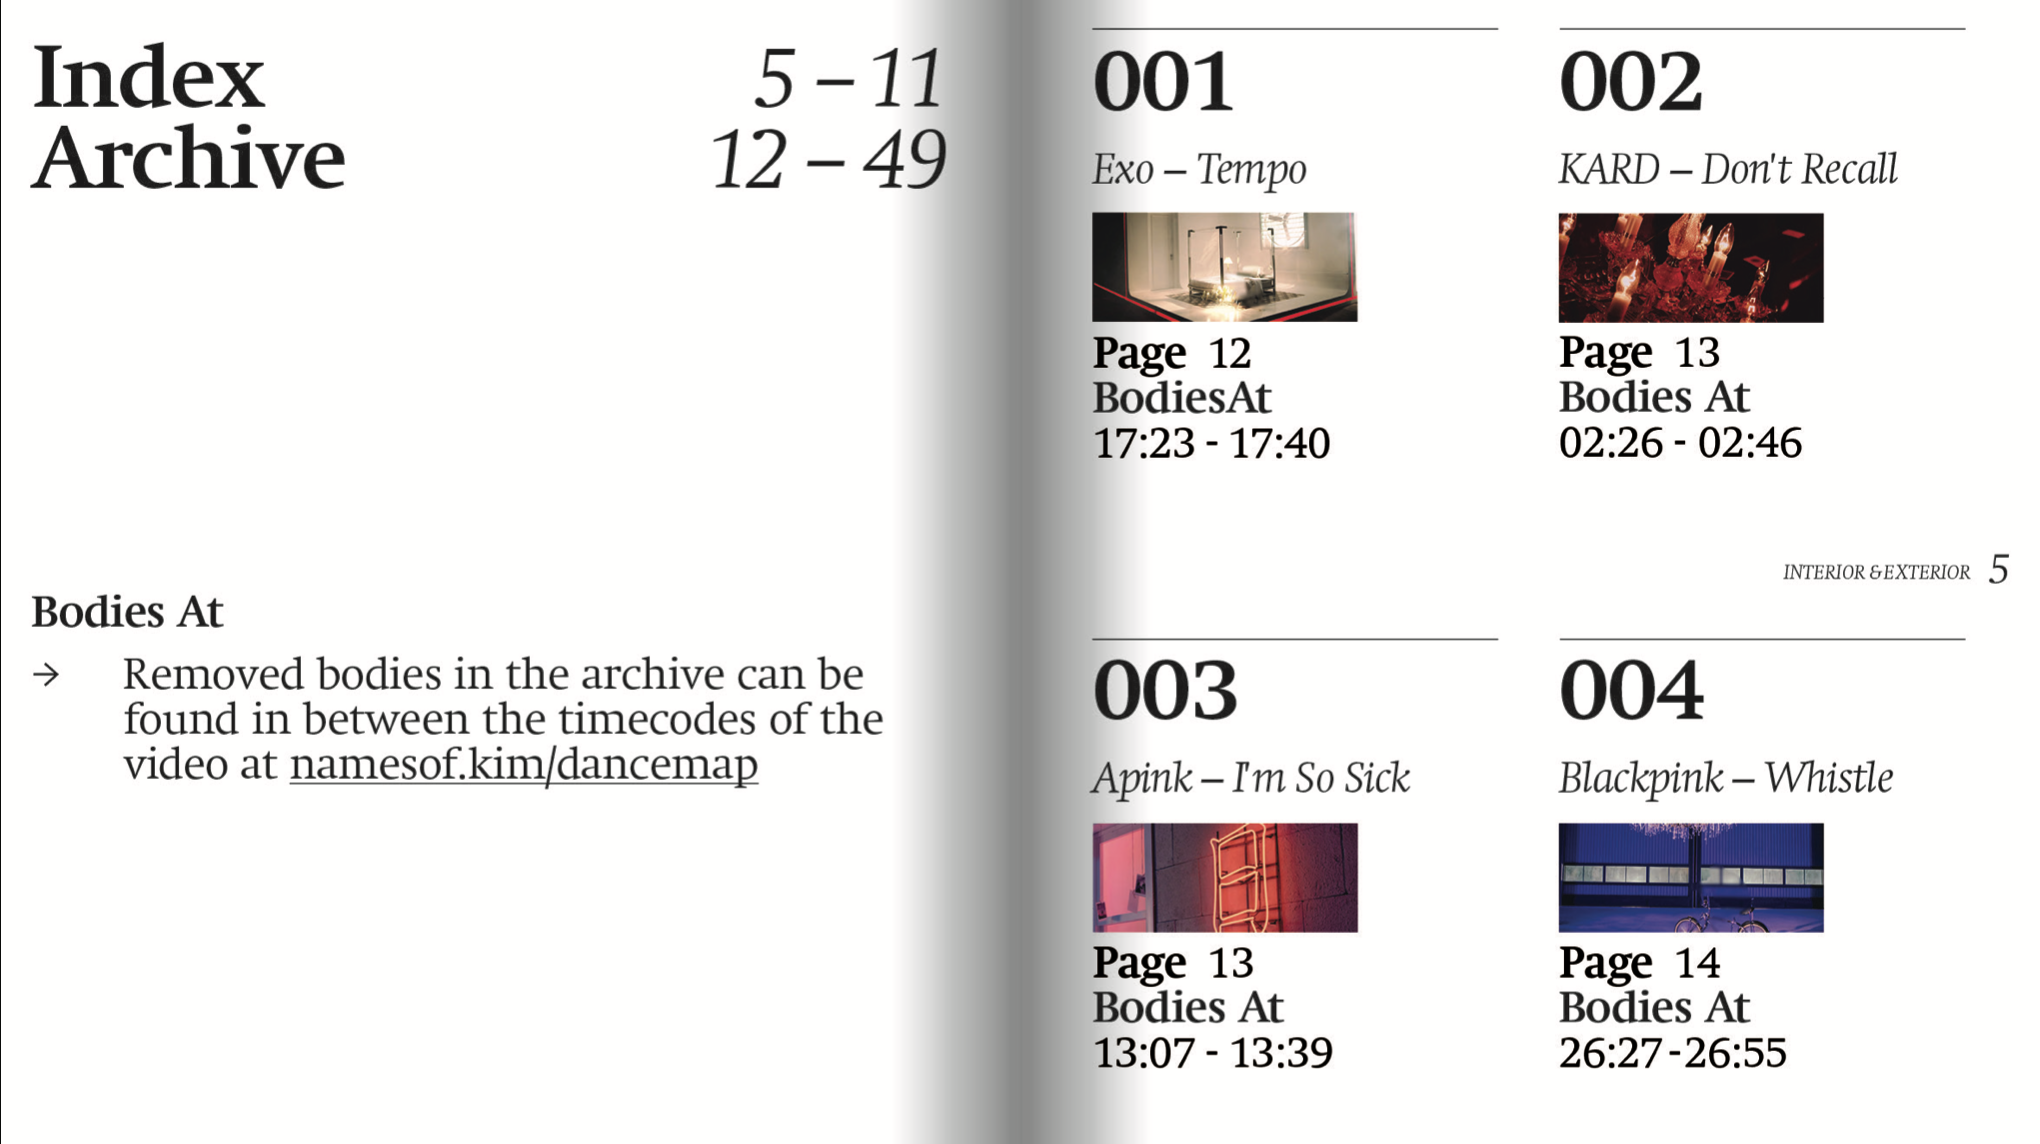 Index 5 – 11
Archive 12 – 49
Bodies At
→ Removed bodies in the archive can be
found in between the timecodes of the
video at namesof.kim/dancemap
001
Exo – Tempo
Page 12
BodiesAt
17:23 - 17:40
002
KARD – Don't Recall
Page 13
Bodies At
02:26 - 02:46
INTERIOR & EXTERIOR 5
003
Apink – I'm So Sick
Page 13
Bodies At
13:07 - 13:39
004
Blackpink – Whistle
Page 14
Bodies At
26:27-26:55